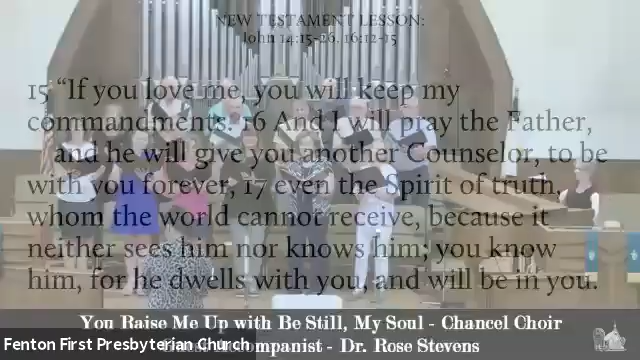 NEW TESTAMENT LESSON:
John 14:15-26, 16:12-15
15 “If you love me, you will keep my
commandments. 16 And I will pray the Father,
and he will give you another Counselor, to be
with you forever, 17 even the Spirit of truth,
whom the world cannot receive, because it
neither sees him nor knows him; you know
him, for he dwells with you, and will be in you.
You Raise Me Up with Be Still, My Soul - Chancel Choir
Fenton First Presbyterian Church
Accompanist - Dr. Rose Stevens